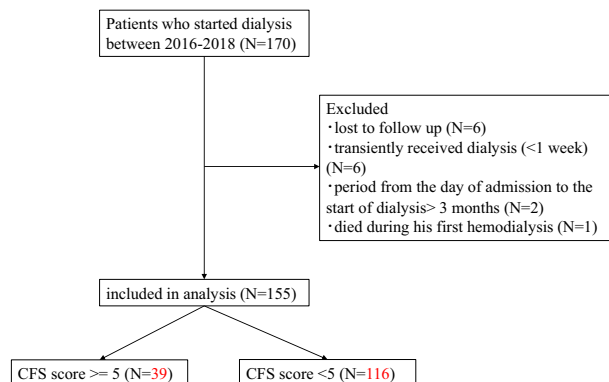 Patients who started dialysis
between 2016-2018 (N=170)
Excluded
・lost to follow up (N=6)
・transiently received dialysis (<1 week)
(N=6)
・period from the day of admission to the
start of dialysis> 3 months (N=2)
・died during his first hemodialysis (N=1)
included in analysis (N=155)
CFS score >= 5 (N=39)
CFS score <5 (N=116)